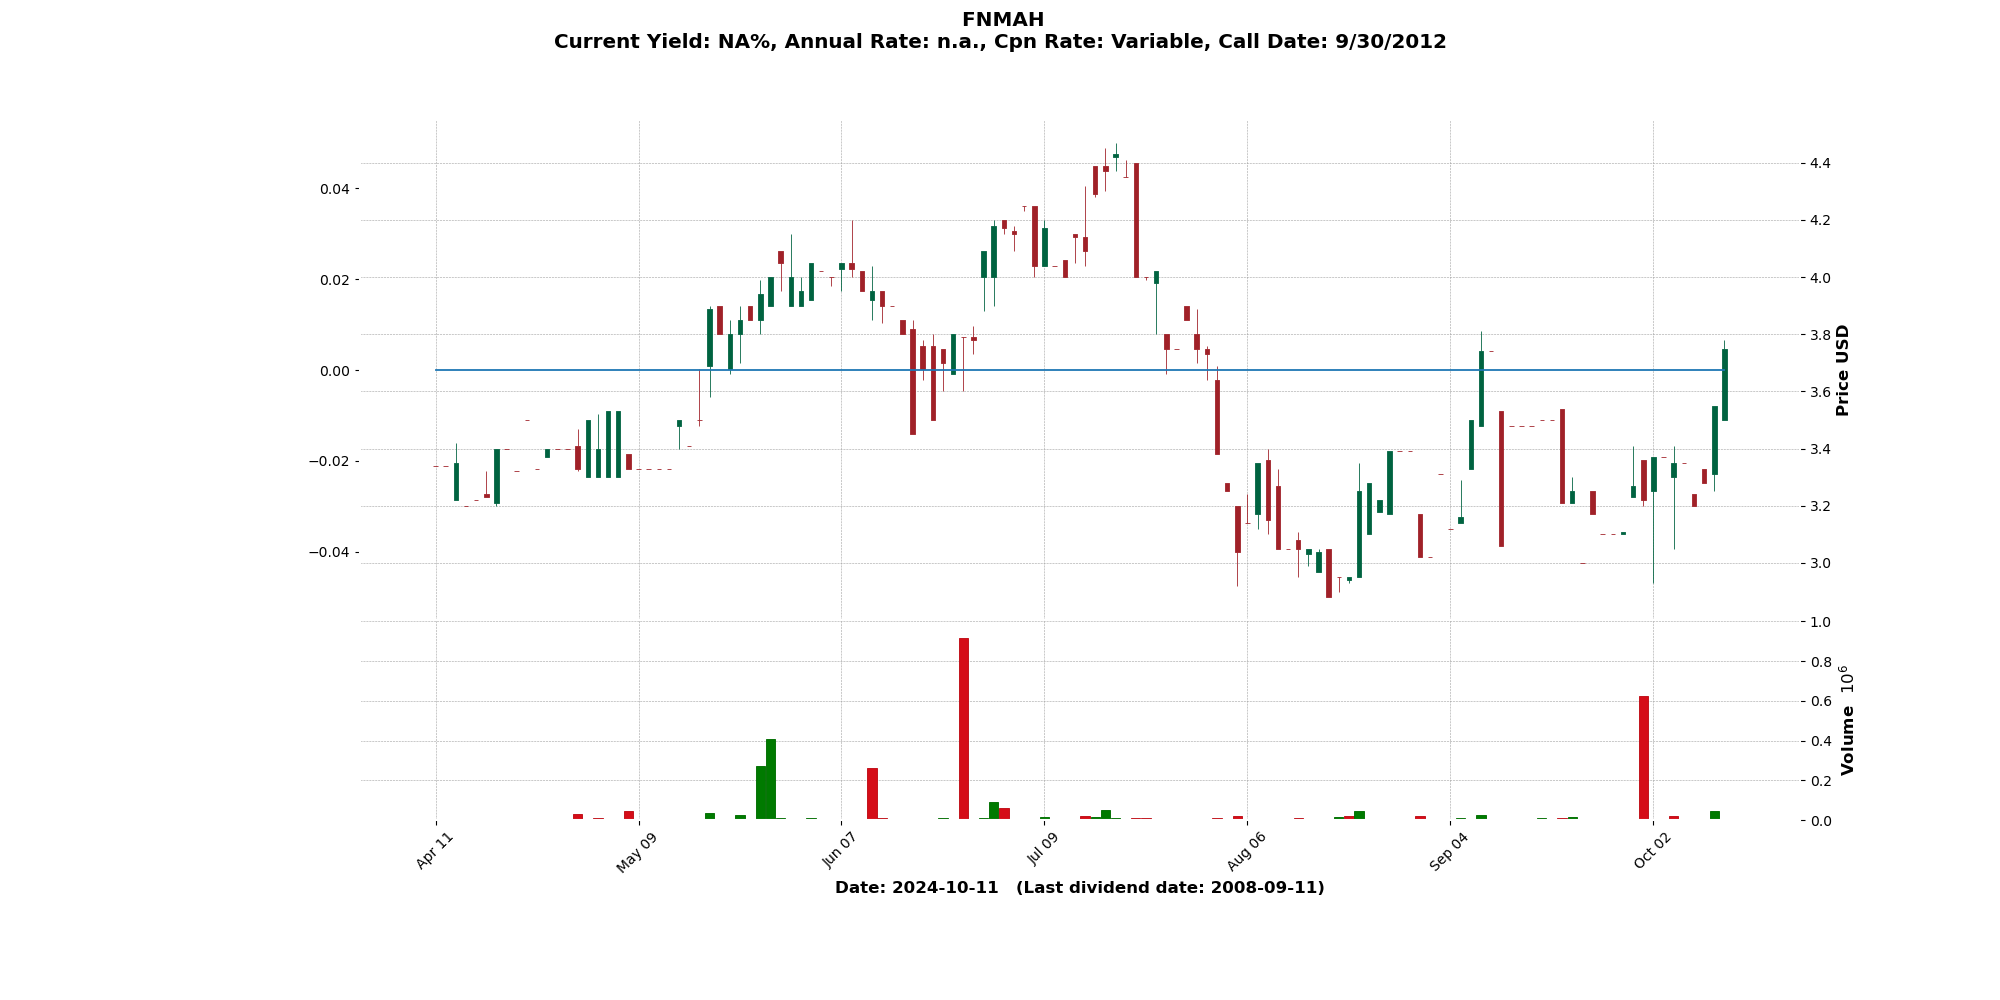 FNMAH
Current Yield: NA%, Annual Rate: n.a., Cpn Rate: Variable, Call Date: 9/30/2012
0.04
0.02
0.00
−0.02
−0.04
4.4
4.2
4.0
3.8
3.6
3.4
3.2
3.0
Price USD
1.0
0.8
0.6
0.4
0.2
0.0
Volume 10^6
Apr 11
May 09
Jun 07
Jul 09
Aug 06
Sep 04
Oct 02
Date: 2024-10-11 (Last dividend date: 2008-09-11)